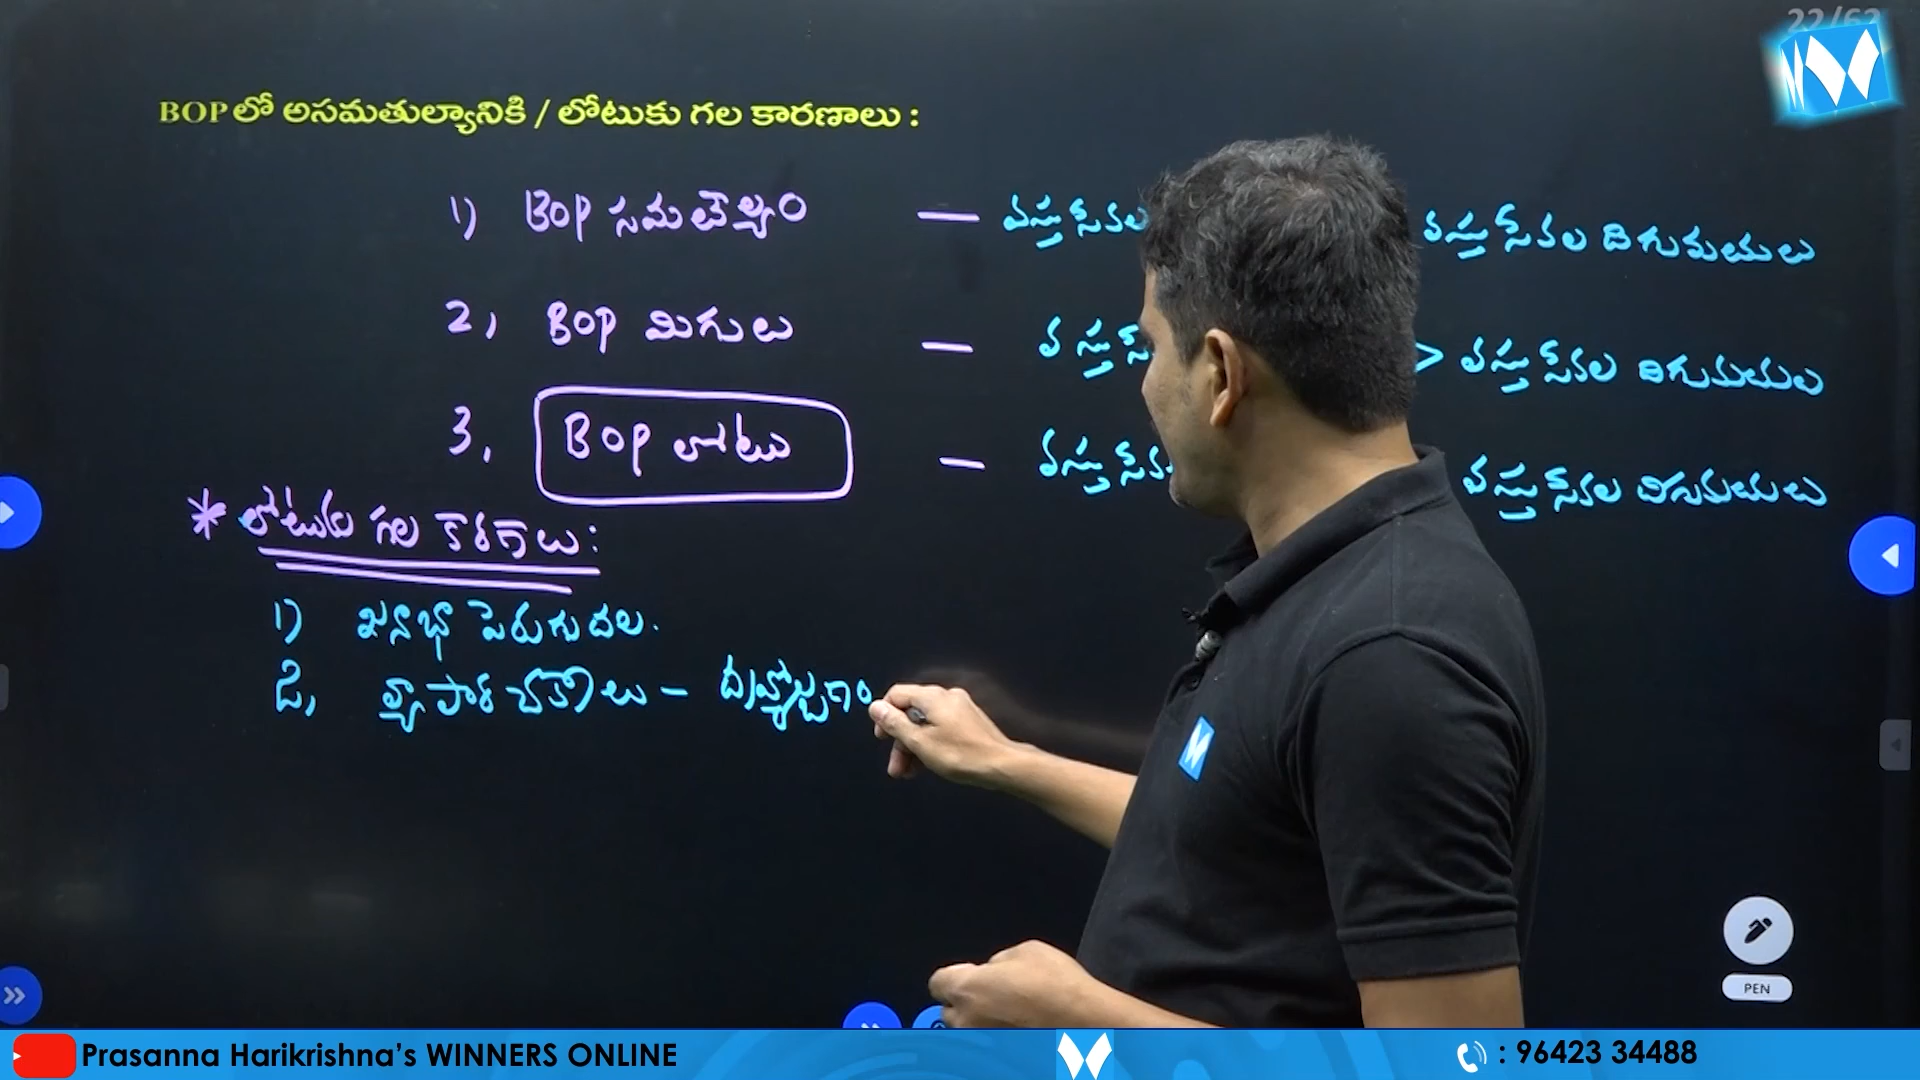 22/62
BOP లో అసమతుల్యానికి / లోటుకు గల కారణాలు :
1) BOP సమతౌల్యం — వస్తుసేవల వస్తుసేవల దిగుమతులు
2, BOP మిగులు — వస్తుసే > వస్తుసేవల దిగుమతుల
3, BOP లోటు — వస్తుసేవ వస్తుసేవల దిగుమతులు
* లోటుకు గల కారణాలు :
1) జనాభా పెరుగుదల.
2, వ్యాపార చక్రాలు – ద్రవ్యోల్బణం
PEN
Prasanna Harikrishna's WINNERS ONLINE
: 96423 34488